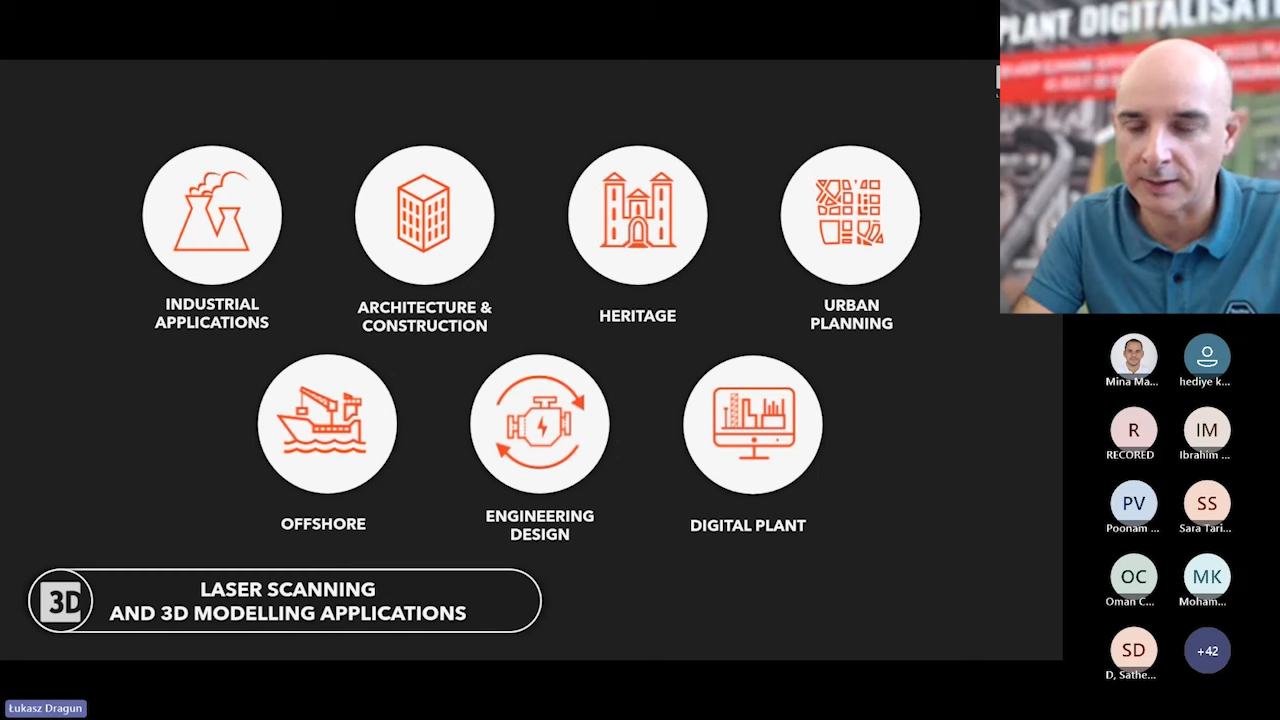 PLANT DIGITALISATI
INDUSTRIAL
APPLICATIONS
ARCHITECTURE &
CONSTRUCTION
HERITAGE
URBAN
PLANNING
OFFSHORE
ENGINEERING
DESIGN
DIGITAL PLANT
3D
LASER SCANNING
AND 3D MODELLING APPLICATIONS
Mina Ma...
hediye k...
R
RECORED
IM
Ibrahim ...
PV
Poonam ...
SS
Sara Tari...
OC
Oman C...
MK
Moham...
SD
D, Sathe...
+42
Łukasz Dragun